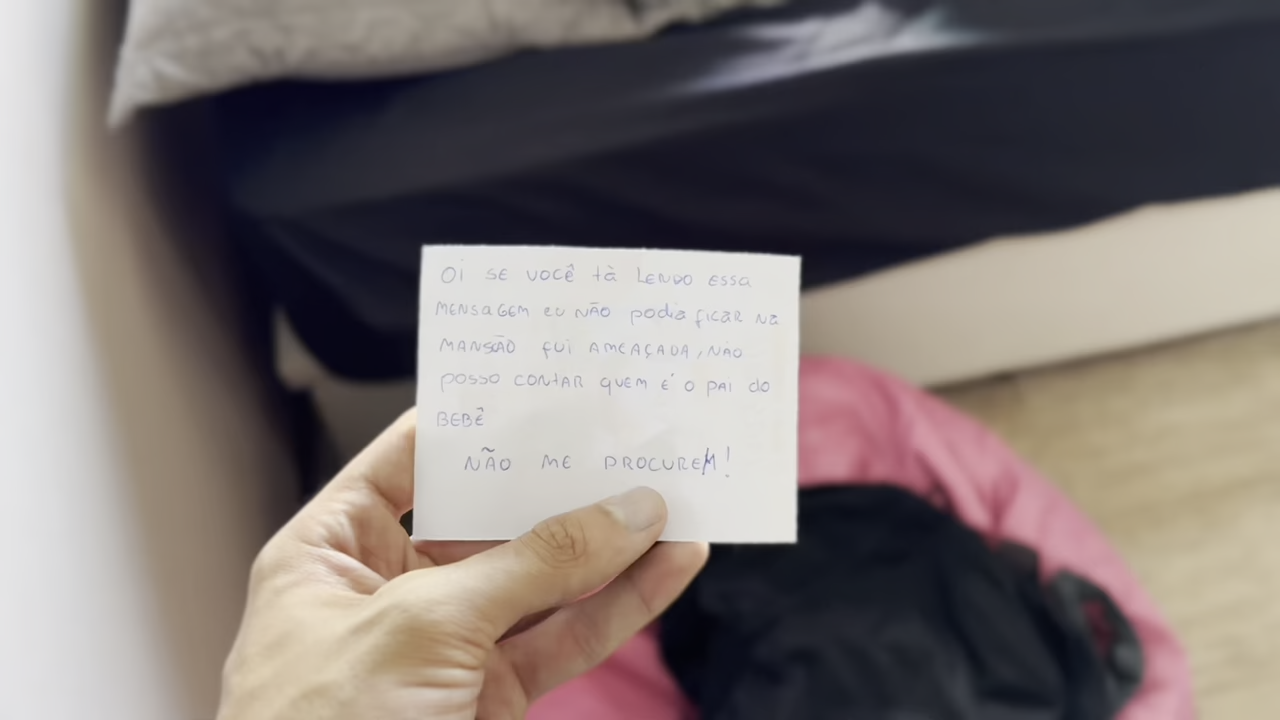 Oi SE VOCÊ tà LENDO ESSA
MENSAGEM EU NÃO podia ficar Na
MANSÃO fui AMEAÇADA, NÃO
posso CONTAR QUEM E' O PAI do
BEBÊ
NÃO ME PROCUREM!